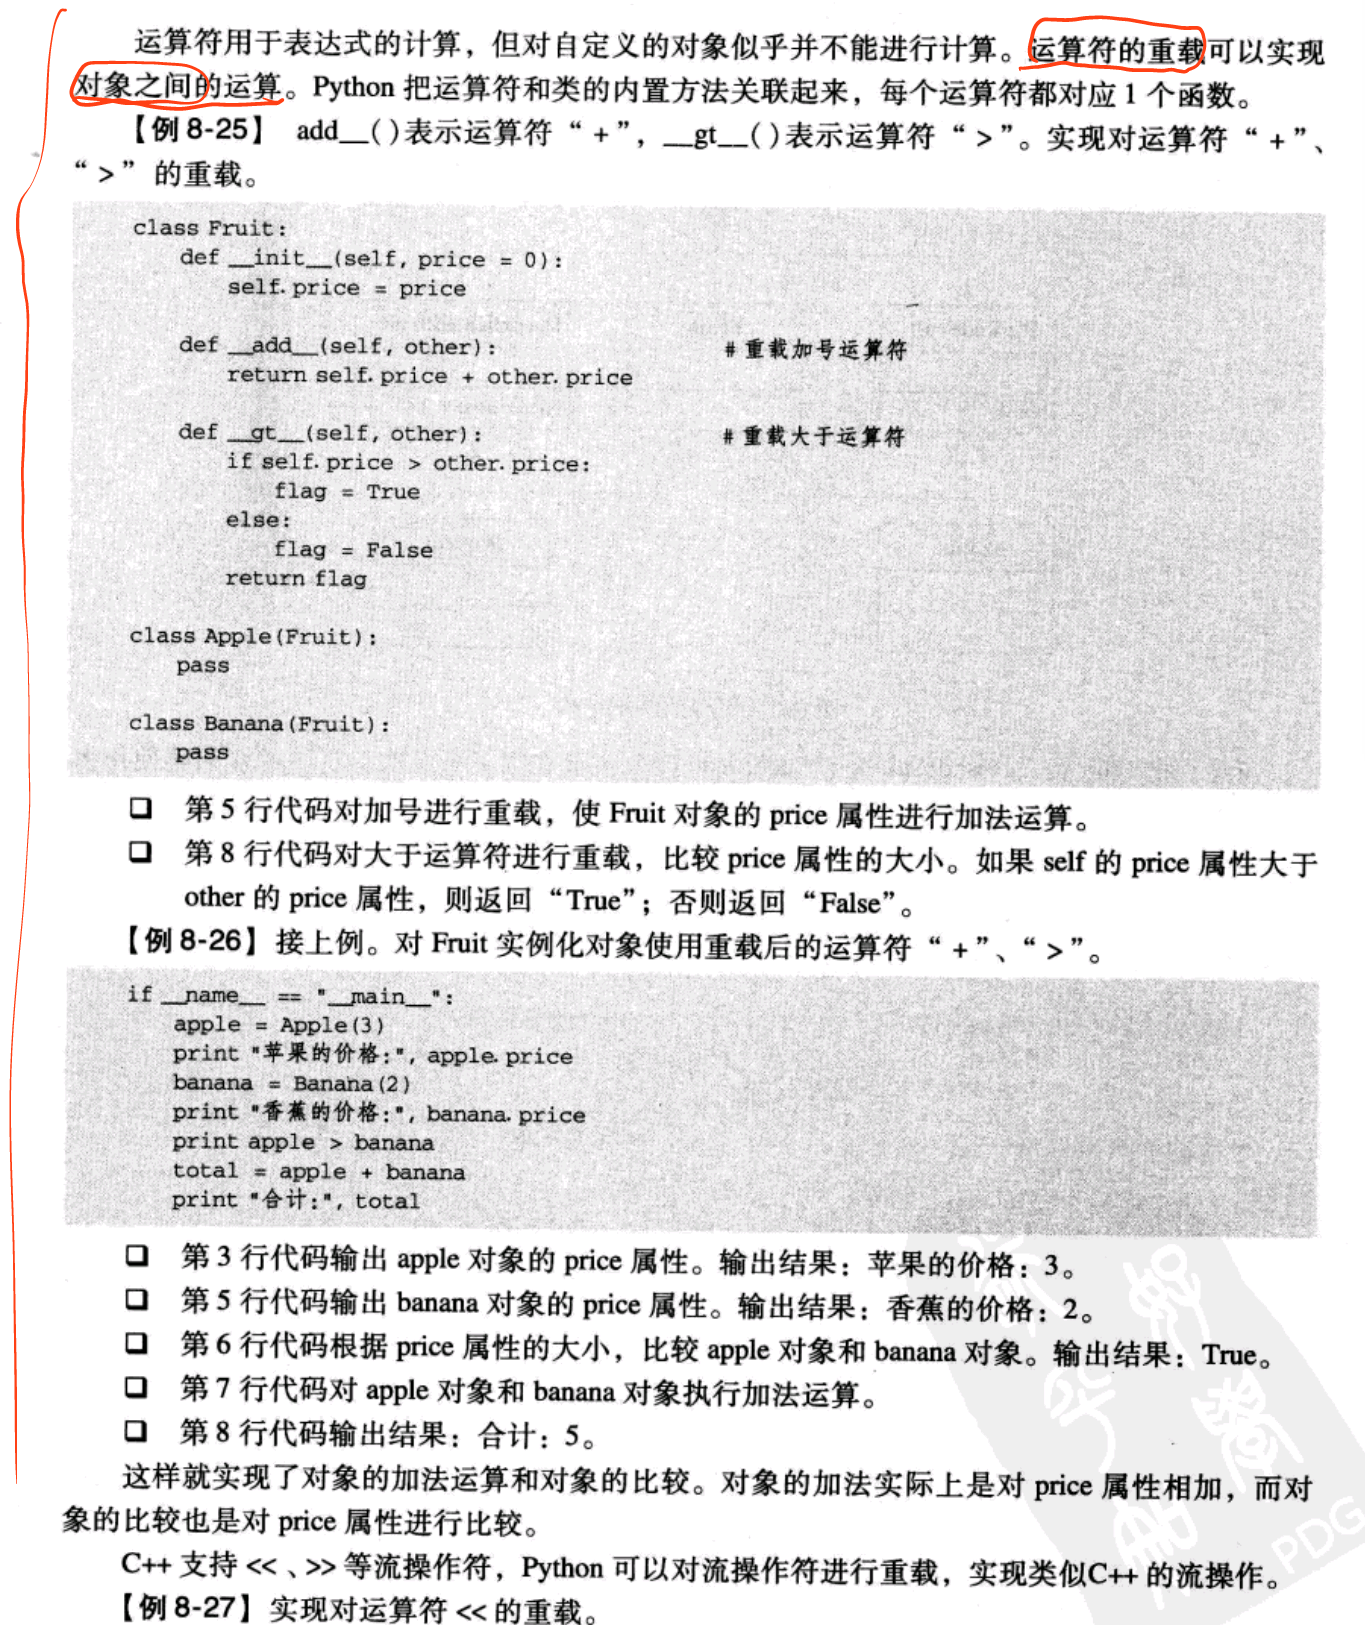 运算符用于表达式的计算，但对自定义的对象似乎并不能进行计算。运算符的重载可以实现
对象之间的运算。Python 把运算符和类的内置方法关联起来，每个运算符都对应 1 个函数。
【例 8-25】 add__( )表示运算符“ + ”，__gt__( )表示运算符“ > ”。实现对运算符“ + ”、
“ > ” 的重载。
class Fruit:
    def __init__(self, price = 0):
        self.price = price
    def __add__(self, other):                # 重载加号运算符
        return self.price + other.price
    def __gt__(self, other):                # 重载大于运算符
        if self.price > other.price:
            flag = True
        else:
            flag = False
        return flag
class Apple(Fruit):
    pass
class Banana(Fruit):
    pass
❑ 第 5 行代码对加号进行重载，使 Fruit 对象的 price 属性进行加法运算。
❑ 第 8 行代码对大于运算符进行重载，比较 price 属性的大小。如果 self 的 price 属性大于
other 的 price 属性，则返回“True”；否则返回“False”。
【例 8-26】接上例。对 Fruit 实例化对象使用重载后的运算符“ + ”、“ > ”。
if __name__ == "__main__":
    apple = Apple(3)
    print "苹果的价格:", apple.price
    banana = Banana(2)
    print "香蕉的价格:", banana.price
    print apple > banana
    total = apple + banana
    print "合计:", total
❑ 第 3 行代码输出 apple 对象的 price 属性。输出结果：苹果的价格：3。
❑ 第 5 行代码输出 banana 对象的 price 属性。输出结果：香蕉的价格：2。
❑ 第 6 行代码根据 price 属性的大小，比较 apple 对象和 banana 对象。输出结果：True。
❑ 第 7 行代码对 apple 对象和 banana 对象执行加法运算。
❑ 第 8 行代码输出结果：合计：5。
这样就实现了对象的加法运算和对象的比较。对象的加法实际上是对 price 属性相加，而对
象的比较也是对 price 属性进行比较。
C++ 支持 << 、>> 等流操作符，Python 可以对流操作符进行重载，实现类似C++ 的流操作。
【例 8-27】实现对运算符 << 的重载。
PDG